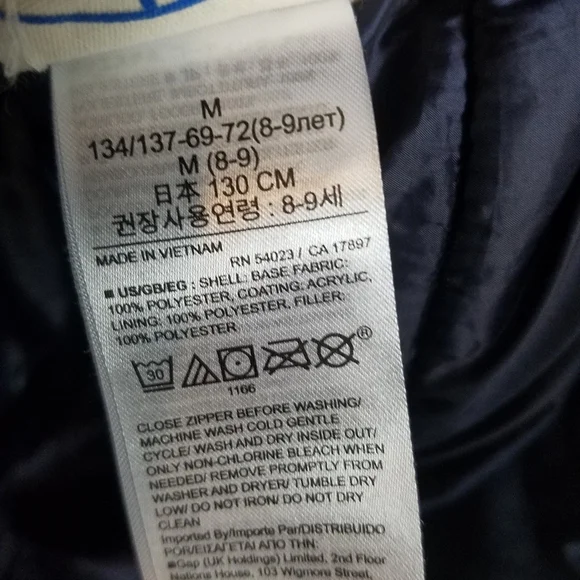 M
134/137-69-72(8-9лет)
M (8-9)
日本 130 CM
권장사용연령 : 8-9세
MADE IN VIETNAM
RN 54023 / CA 17897
■ US/GB/EG : SHELL: BASE FABRIC:
100% POLYESTER, COATING: ACRYLIC,
LINING: 100% POLYESTER, FILLER:
100% POLYESTER
30
®
1166
CLOSE ZIPPER BEFORE WASHING/
MACHINE WASH COLD GENTLE
CYCLE/ WASH AND DRY INSIDE OUT/
ONLY NON-CHLORINE BLEACH WHEN
NEEDED/ REMOVE PROMPTLY FROM
WASHER AND DRYER/ TUMBLE DRY
LOW/ DO NOT IRON/ DO NOT DRY
CLEAN
Imported By/Importe Par/DISTRIBUIDO
POR/ΕΙΣΑΓΕΤΑΙ ΑΠΟ ΤΗΝ:
■Gap (UK Holdings) Limited, 2nd Floor
Nations House, 103 Wigmore Street,